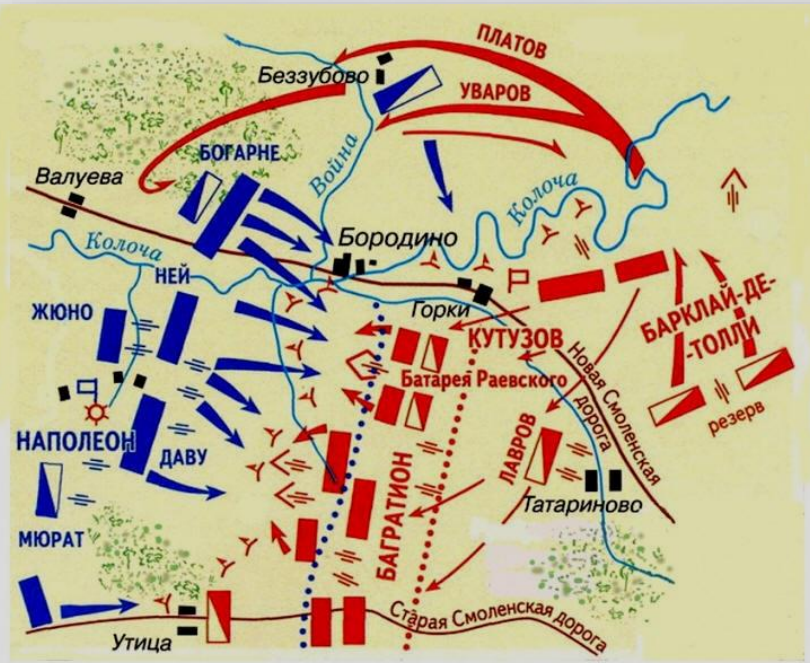 ПЛАТОВ
Беззубово
УВАРОВ
БОГАРНЕ
Война
Валуева
Колоча
Колоча
Бородино
НЕЙ
ЖЮНО
Горки
КУТУЗОВ
БАРКЛАЙ-ДЕ-
-ТОЛЛИ
Батарея Раевского
Новая Смоленская
дорога
резерв
НАПОЛЕОН
ДАВУ
ЛАВРОВ
Татариново
МЮРАТ
БАГРАТИОН
Утица
Старая Смоленская дорога